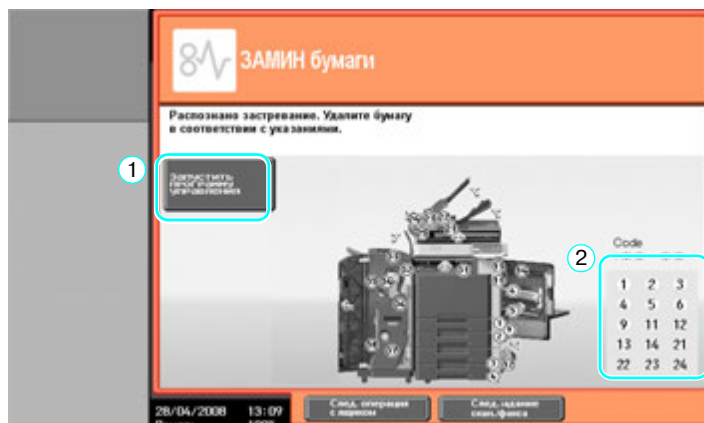 ЗАМИН бумаги
Распознано застревание. Удалите бумагу
в соответствии с указаниями.
1
Запустить
программу
управления
Code
2
1 2 3
4 5 6
9 11 12
13 14 21
22 23 24
28/04/2008 13:09
След. операция
с ящиком
След. задание
скан./факса